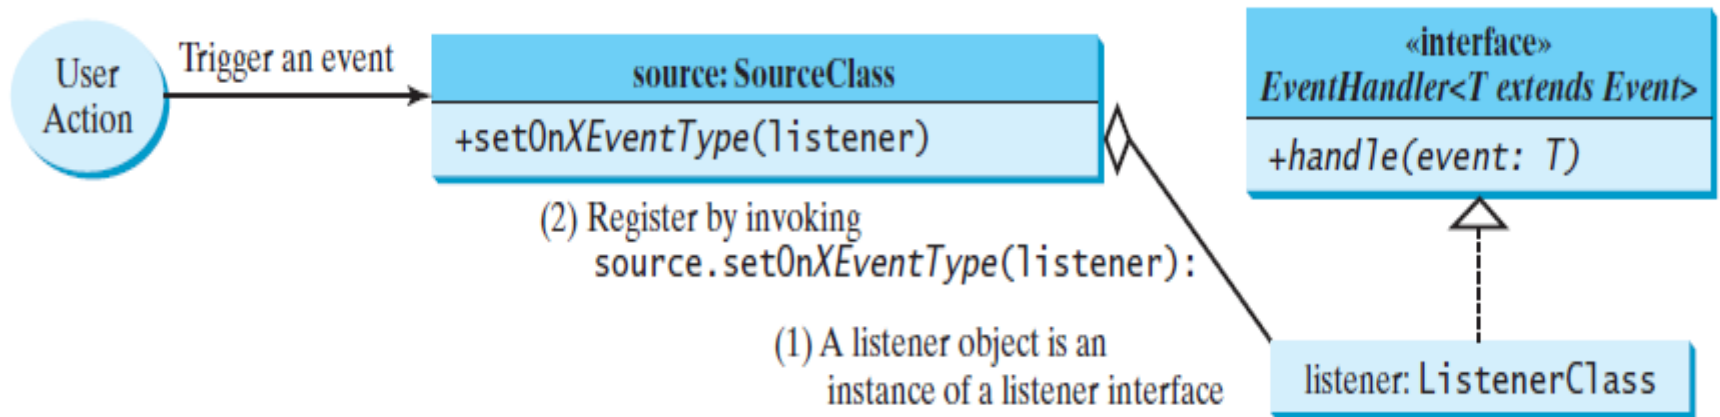 User
Action
Trigger an event
source: SourceClass
+setOnXEventType(listener)
«interface»
EventHandler<T extends Event>
+handle(event: T)
(2) Register by invoking
source.setOnXEventType(listener):
(1) A listener object is an
instance of a listener interface
listener: ListenerClass